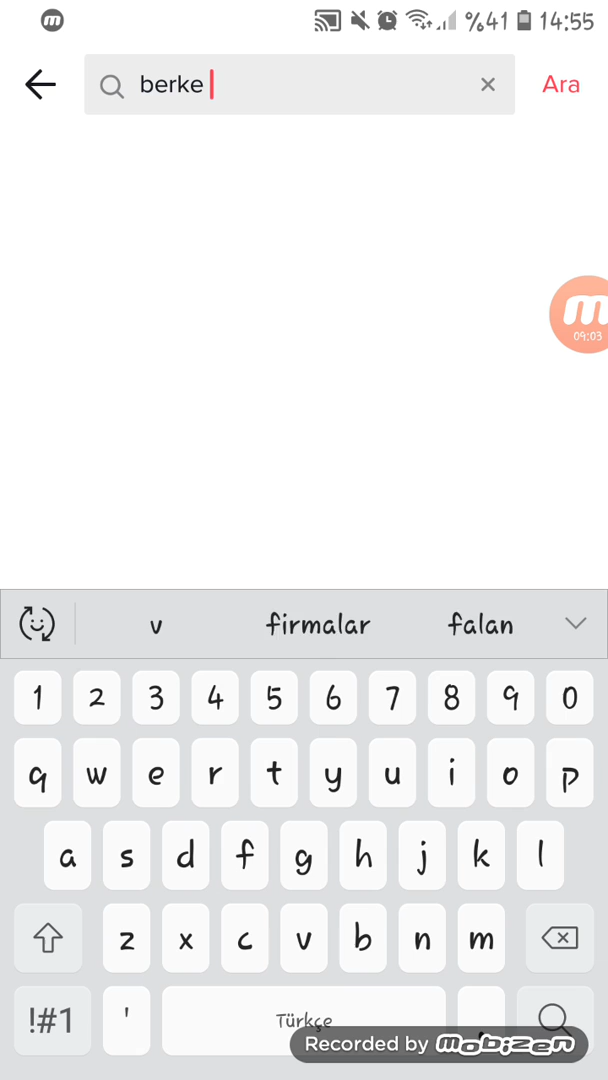 m %41 14:55
berke Ara
m
09:03
v firmalar falan
1 2 3 4 5 6 7 8 9 0
q w e r t y u i o p
a s d f g h j k l
z x c v b n m
!#1 ' Türkçe
Recorded by mobizen